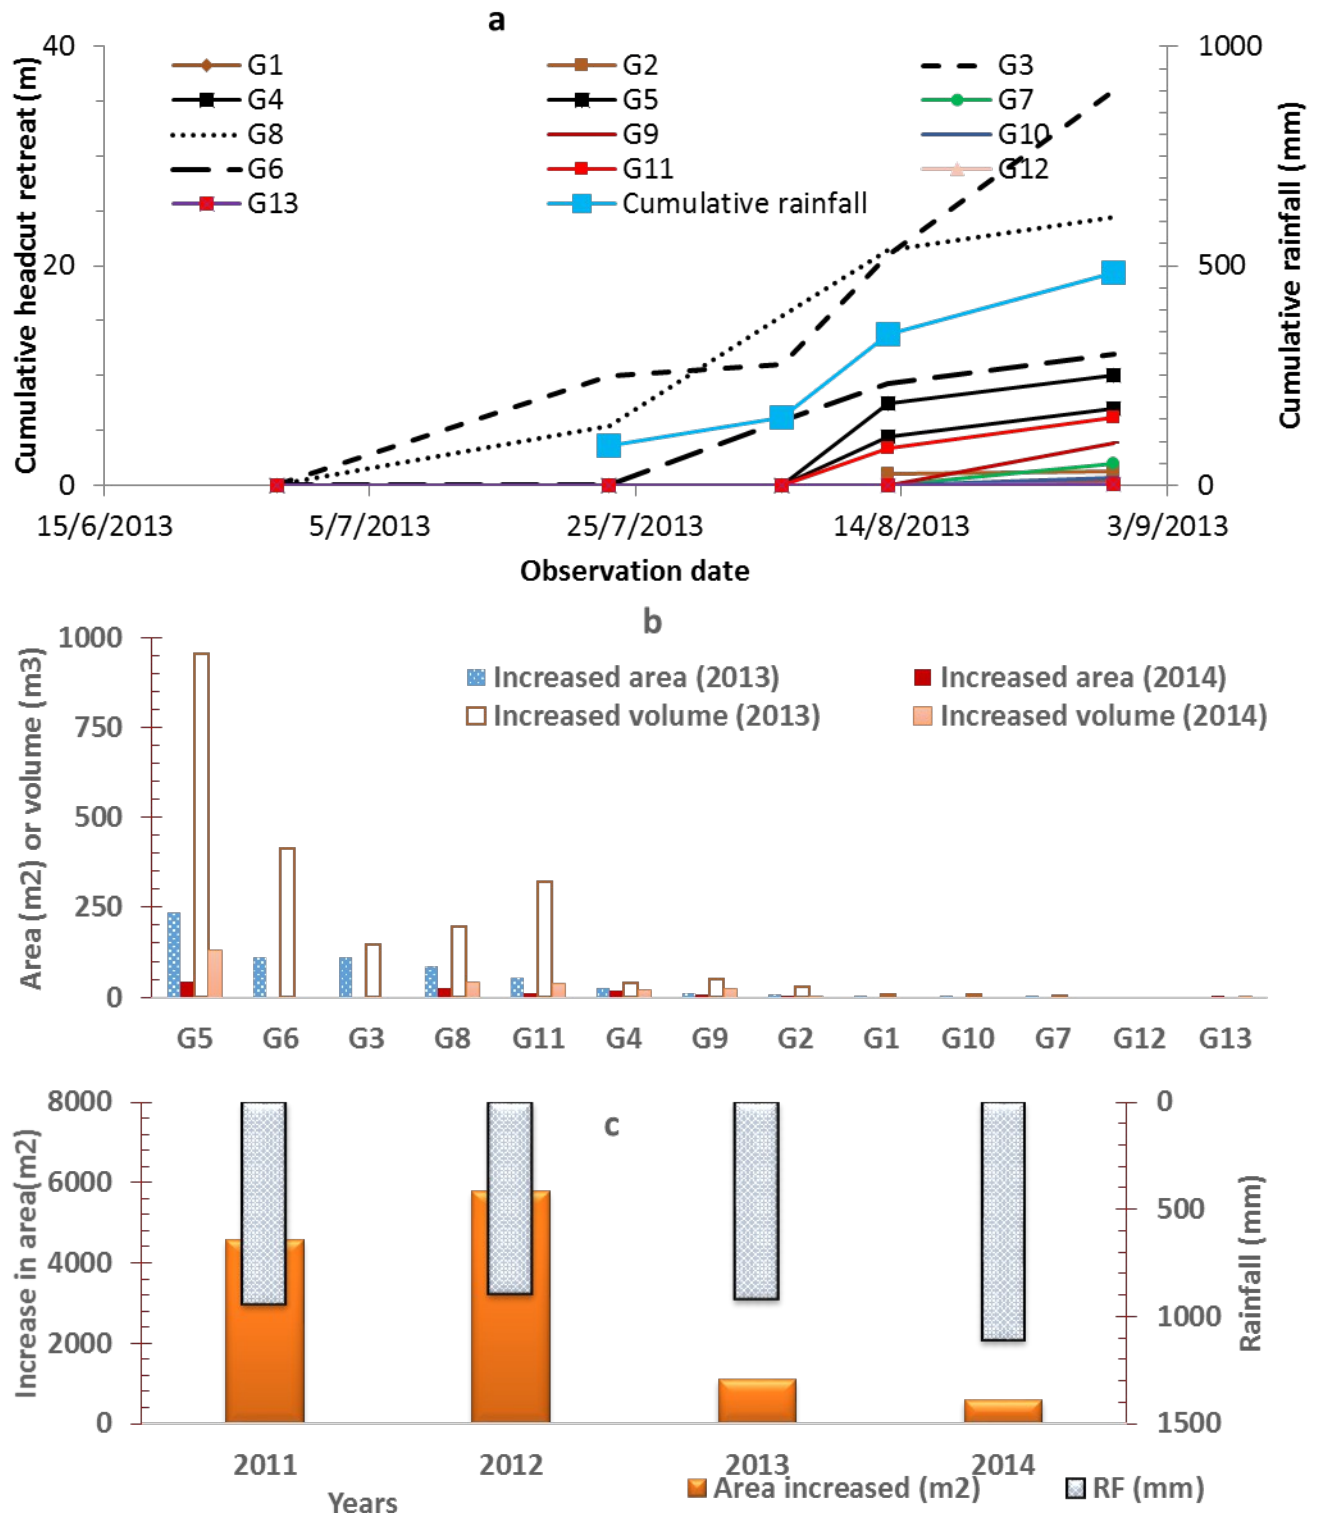 a
Cumulative headcut retreat (m)
Cumulative rainfall (mm)
40
20
0
1000
500
0
G1
G2
G3
G4
G5
G7
G8
G9
G10
G6
G11
G12
G13
Cumulative rainfall
15/6/2013
5/7/2013
25/7/2013
14/8/2013
3/9/2013
Observation date
b
Area (m2) or volume (m3)
1000
750
500
250
0
Increased area (2013)
Increased area (2014)
Increased volume (2013)
Increased volume (2014)
G5
G6
G3
G8
G11
G4
G9
G2
G1
G10
G7
G12
G13
c
Increase in area(m2)
8000
6000
4000
2000
0
Rainfall (mm)
0
500
1000
1500
2011
2012
2013
2014
Years
Area increased (m2)
RF (mm)